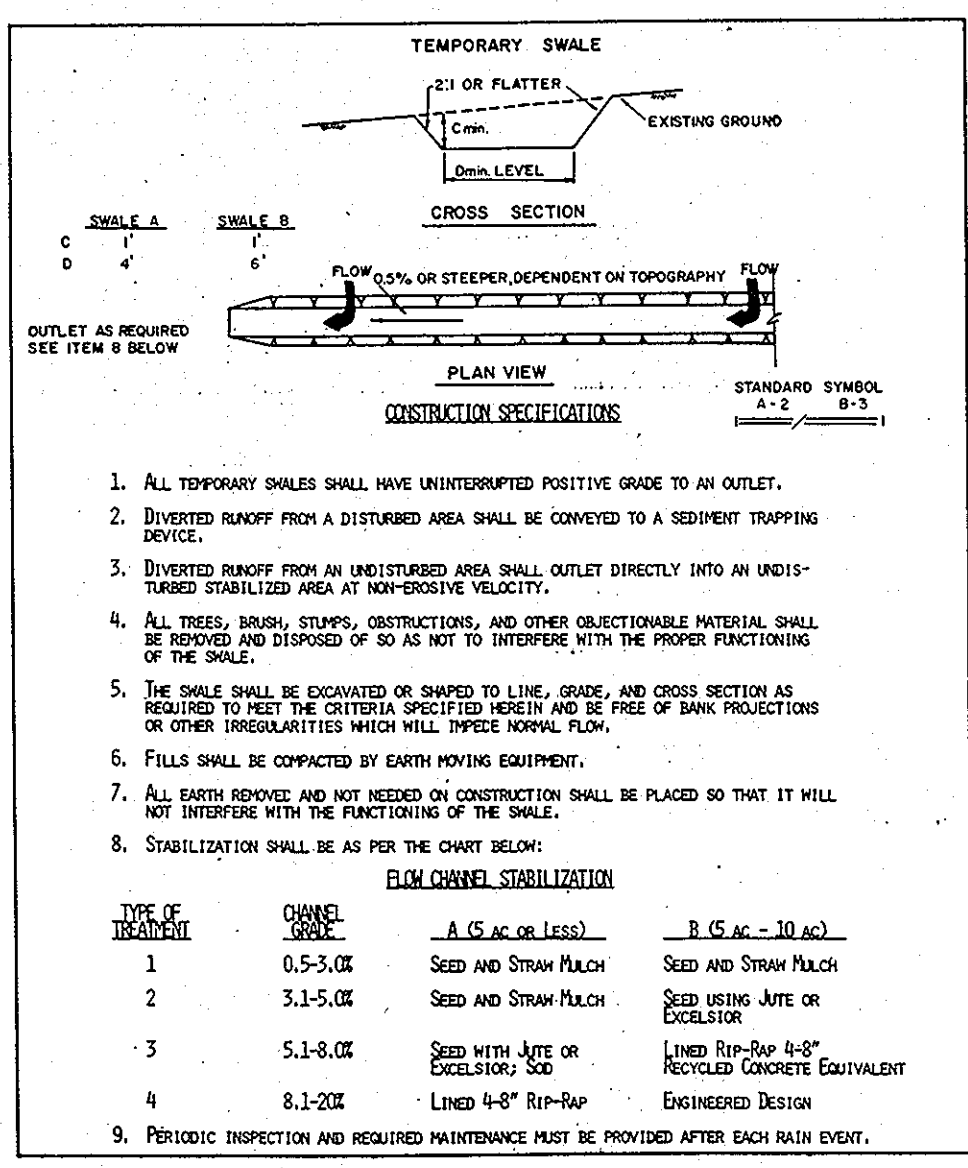 TEMPORARY SWALE
2:1 OR FLATTER
EXISTING GROUND
C min.
Dmin. LEVEL
CROSS SECTION
SWALE A SWALE B
C 1' 1'
D 4' 6'
FLOW 0.5% OR STEEPER, DEPENDENT ON TOPOGRAPHY FLOW
OUTLET AS REQUIRED
SEE ITEM 8 BELOW
PLAN VIEW
STANDARD SYMBOL
A-2 B-3
CONSTRUCTION SPECIFICATIONS
1. ALL TEMPORARY SWALES SHALL HAVE UNINTERRUPTED POSITIVE GRADE TO AN OUTLET.
2. DIVERTED RUNOFF FROM A DISTURBED AREA SHALL BE CONVEYED TO A SEDIMENT TRAPPING
DEVICE.
3. DIVERTED RUNOFF FROM AN UNDISTURBED AREA SHALL OUTLET DIRECTLY INTO AN UNDIS-
TURBED STABILIZED AREA AT NON-EROSIVE VELOCITY.
4. ALL TREES, BRUSH, STUMPS, OBSTRUCTIONS, AND OTHER OBJECTIONABLE MATERIAL SHALL
BE REMOVED AND DISPOSED OF SO AS NOT TO INTERFERE WITH THE PROPER FUNCTIONING
OF THE SWALE.
5. THE SWALE SHALL BE EXCAVATED OR SHAPED TO LINE, GRADE, AND CROSS SECTION AS
REQUIRED TO MEET THE CRITERIA SPECIFIED HEREIN AND BE FREE OF BANK PROJECTIONS
OR OTHER IRREGULARITIES WHICH WILL IMPEDE NORMAL FLOW.
6. FILLS SHALL BE COMPACTED BY EARTH MOVING EQUIPMENT.
7. ALL EARTH REMOVED AND NOT NEEDED ON CONSTRUCTION SHALL BE PLACED SO THAT IT WILL
NOT INTERFERE WITH THE FUNCTIONING OF THE SWALE.
8. STABILIZATION SHALL BE AS PER THE CHART BELOW:
FLOW CHANNEL STABILIZATION
TYPE OF CHANNEL
TREATMENT GRADE A (5 AC OR LESS) B (5 AC - 10 AC)
1 0.5-3.0% SEED AND STRAW MULCH SEED AND STRAW MULCH
2 3.1-5.0% SEED AND STRAW MULCH SEED USING JUTE OR
EXCELSIOR
3 5.1-8.0% SEED WITH JUTE OR LINED RIP-RAP 4-8"
EXCELSIOR; SOD RECYCLED CONCRETE EQUIVALENT
4 8.1-20% LINED 4-8" RIP-RAP ENGINEERED DESIGN
9. PERIODIC INSPECTION AND REQUIRED MAINTENANCE MUST BE PROVIDED AFTER EACH RAIN EVENT.